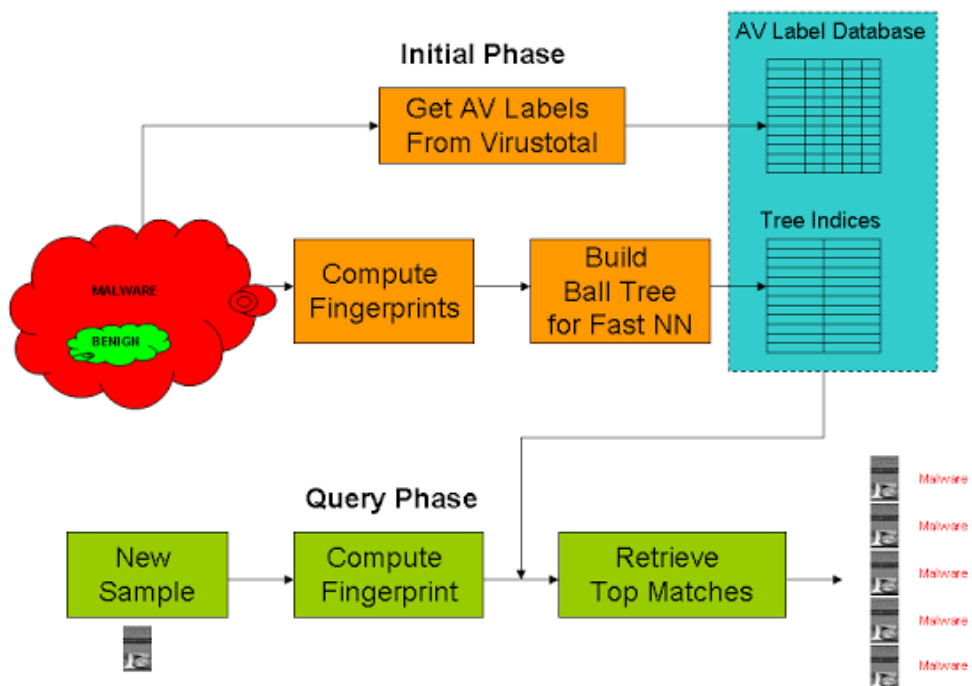 Initial Phase
AV Label Database
Get AV Labels
From Virustotal
Tree Indices
MALWARE
BENIGN
Compute
Fingerprints
Build
Ball Tree
for Fast NN
Query Phase
New
Sample
Compute
Fingerprint
Retrieve
Top Matches
Malware
Malware
Malware
Malware
Malware